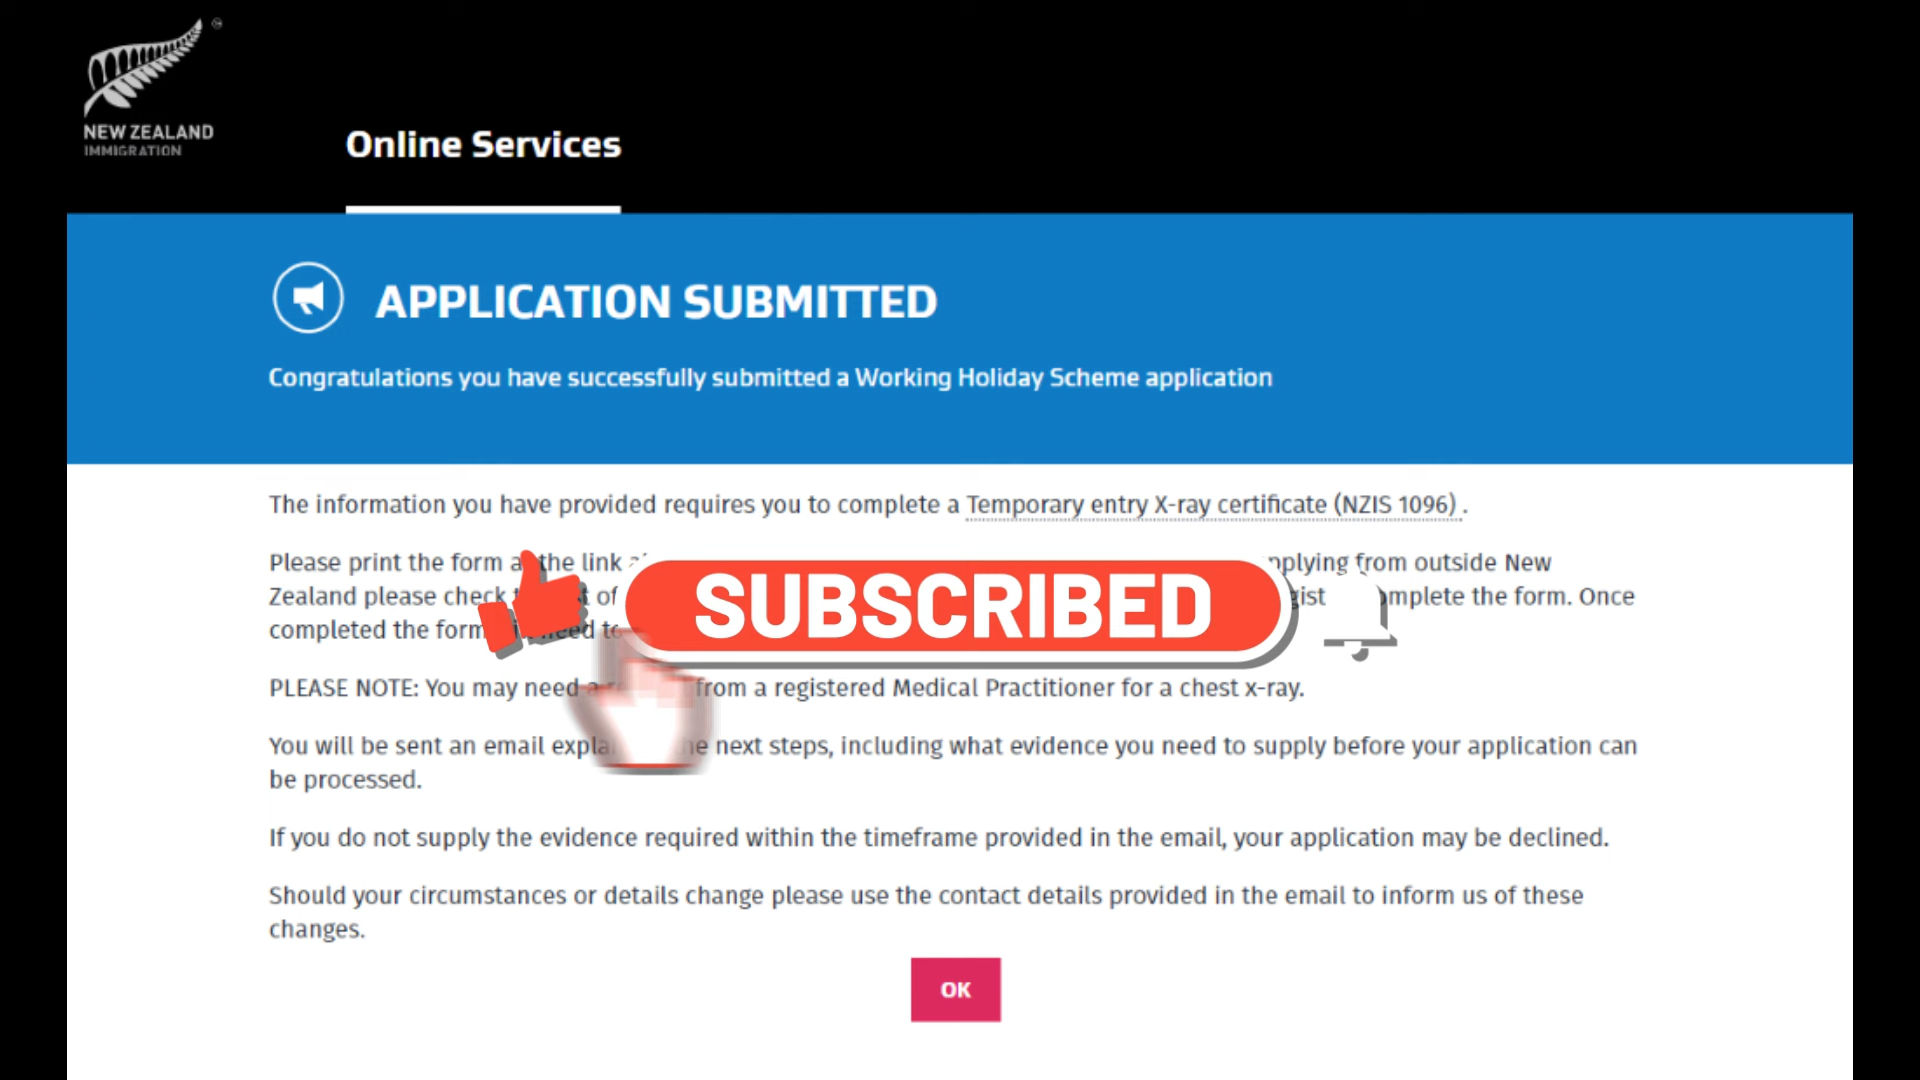 NEW ZEALAND
IMMIGRATION
Online Services
APPLICATION SUBMITTED
Congratulations you have successfully submitted a Working Holiday Scheme application
The information you have provided requires you to complete a Temporary entry X-ray certificate (NZIS 1096) .
Please print the form the link from outside New
Zealand please check of complete the form. Once
completed the form
SUBSCRIBED
PLEASE NOTE: You may need a from a registered Medical Practitioner for a chest x-ray.
You will be sent an email next steps, including what evidence you need to supply before your application can
be processed.
If you do not supply the evidence required within the timeframe provided in the email, your application may be declined.
Should your circumstances or details change please use the contact details provided in the email to inform us of these
changes.
OK